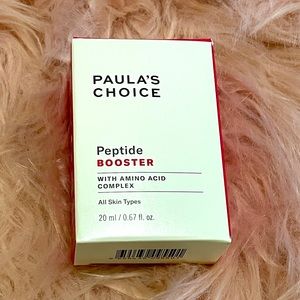 PAULA'S
CHOICE
Peptide
BOOSTER
WITH AMINO ACID
COMPLEX
All Skin Types
20 ml / 0.67 fl. oz.